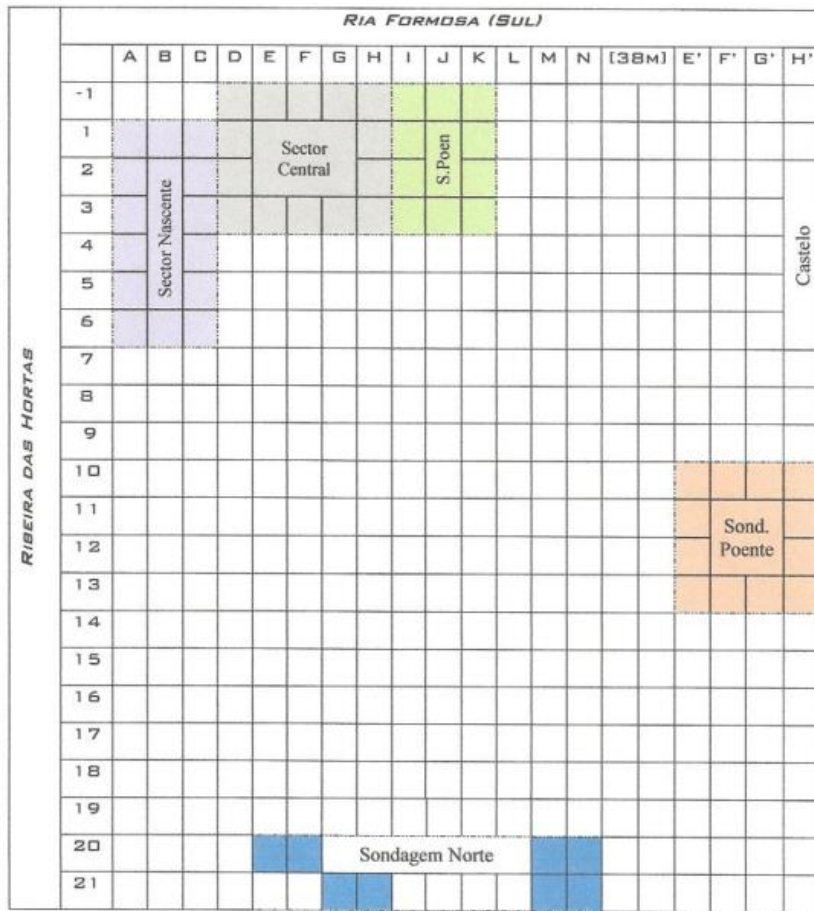 RIA FORMOSA (SUL)
A B C D E F G H I J K L M N [38M] E' F' G' H'
-1
1
Sector
Central
S.Poen
2
3
Sector Nascente
4
Castelo
5
6
7
8
9
RIBEIRA DAS HORTAS
10
11
Sond.
Poente
12
13
14
15
16
17
18
19
20
Sondagem Norte
21